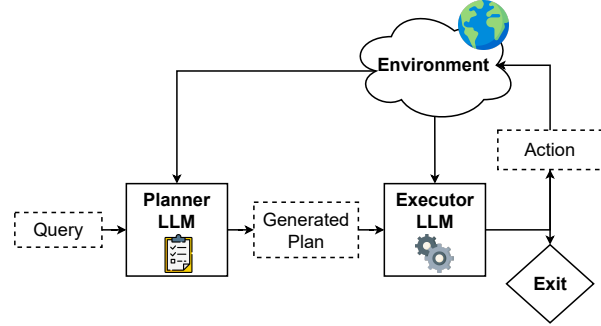 Environment
Action
Planner
LLM
Query
Generated
Plan
Executor
LLM
Exit